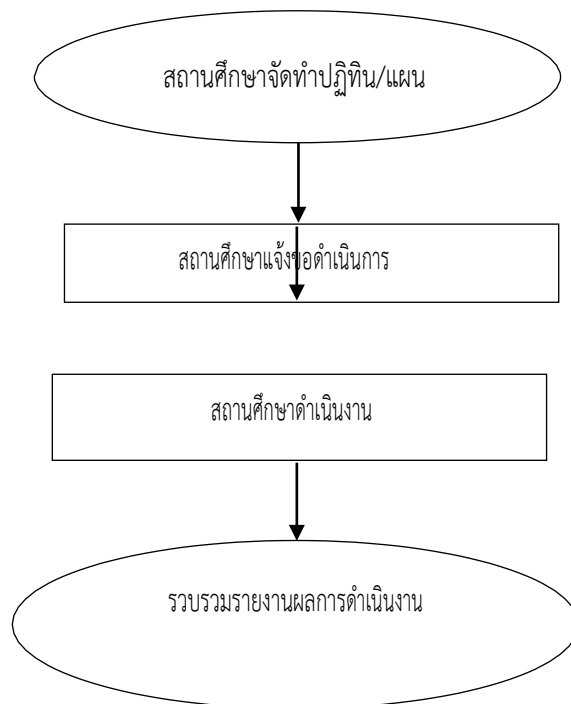 สถานศึกษาจัดทำปฏิทิน/แผน
สถานศึกษาแจ้งขอดำเนินการ
สถานศึกษาดำเนินงาน
รวบรวมรายงานผลการดำเนินงาน